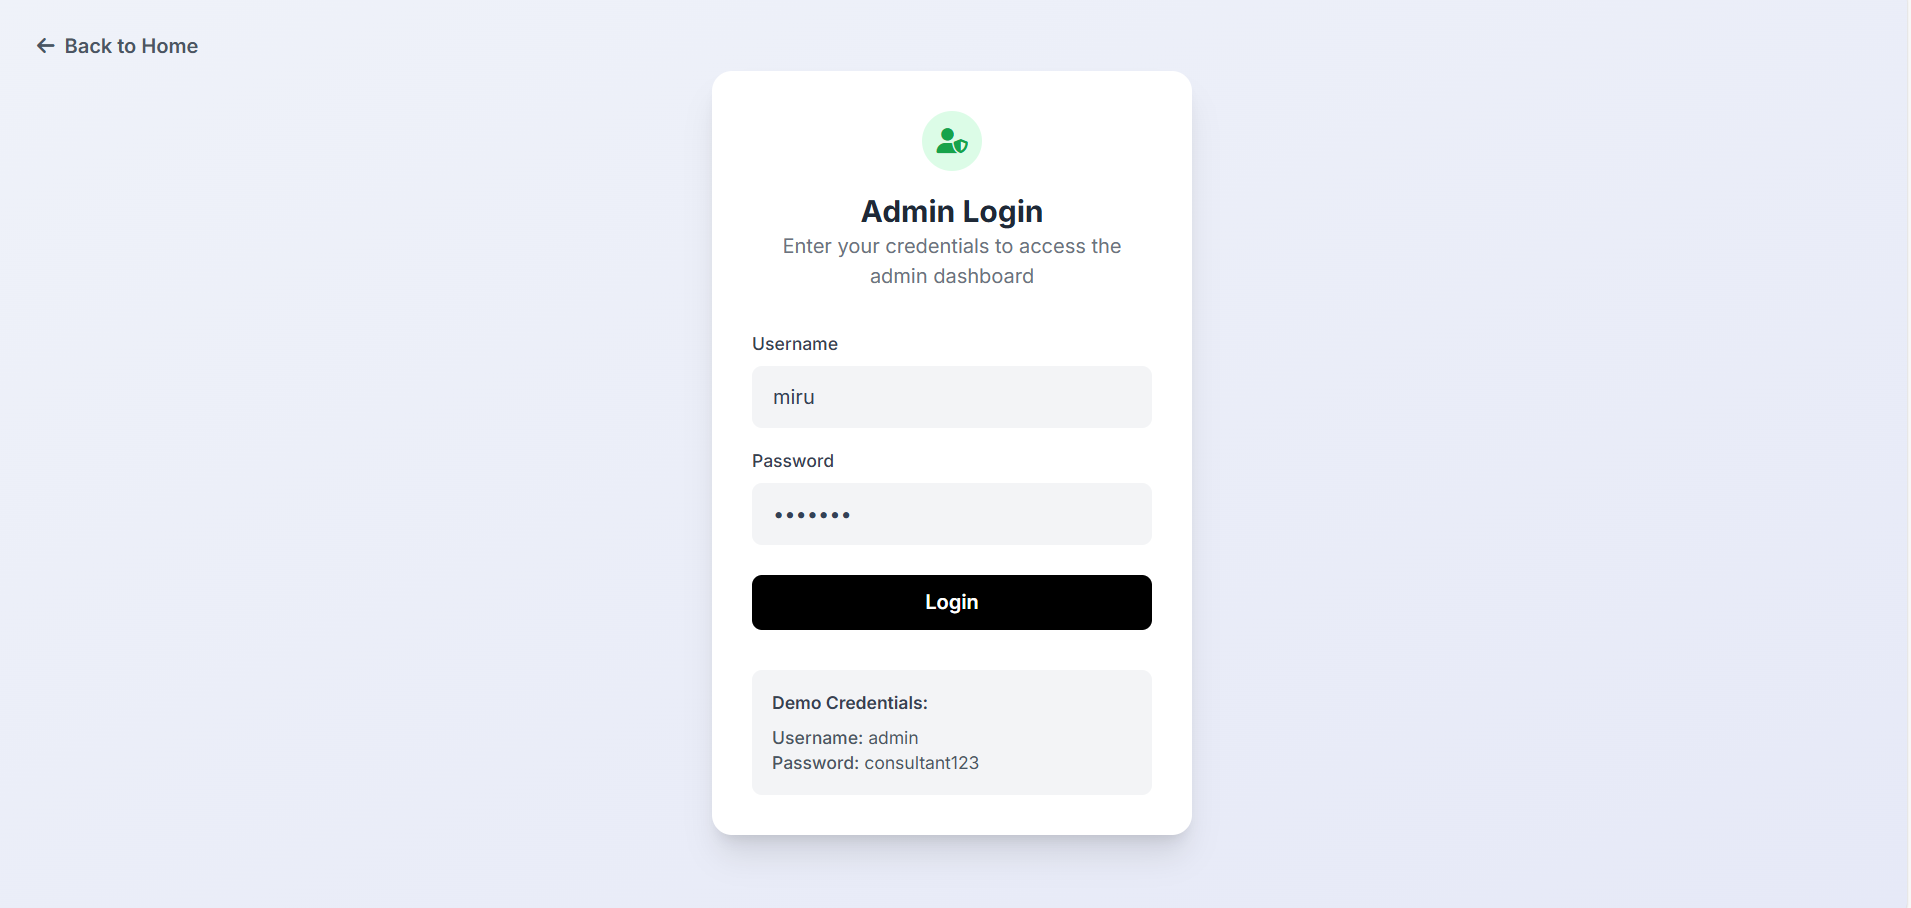 Back to Home
Admin Login
Enter your credentials to access the
admin dashboard
Username
miru
Password
•••••••
Login
Demo Credentials:
Username: admin
Password: consultant123